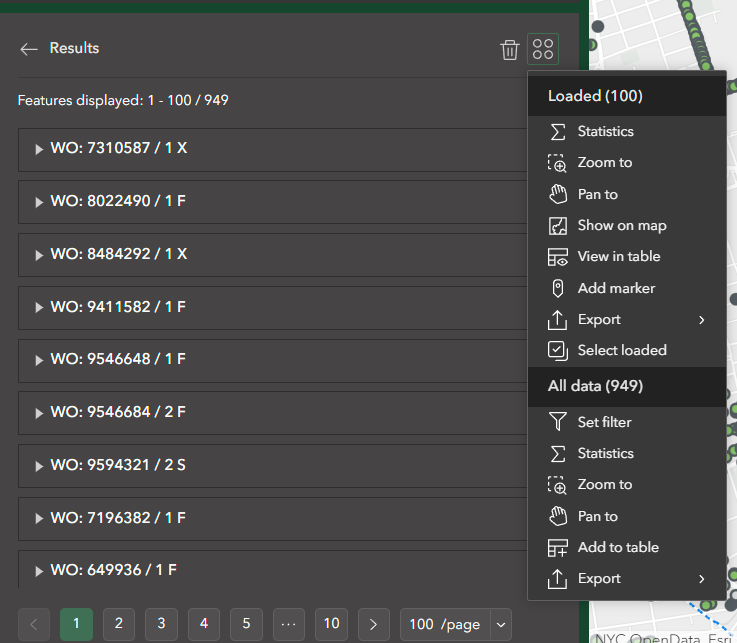 Results
Features displayed: 1 - 100 / 949
WO: 7310587 / 1 X
WO: 8022490 / 1 F
WO: 8484292 / 1 X
WO: 9411582 / 1 F
WO: 9546648 / 1 F
WO: 9546684 / 2 F
WO: 9594321 / 2 S
WO: 7196382 / 1 F
WO: 649936 / 1 F
1 2 3 4 5 ... 10 100 /page
Loaded (100)
Statistics
Zoom to
Pan to
Show on map
View in table
Add marker
Export
Select loaded
All data (949)
Set filter
Statistics
Zoom to
Pan to
Add to table
Export
NYC OpenData, Esri